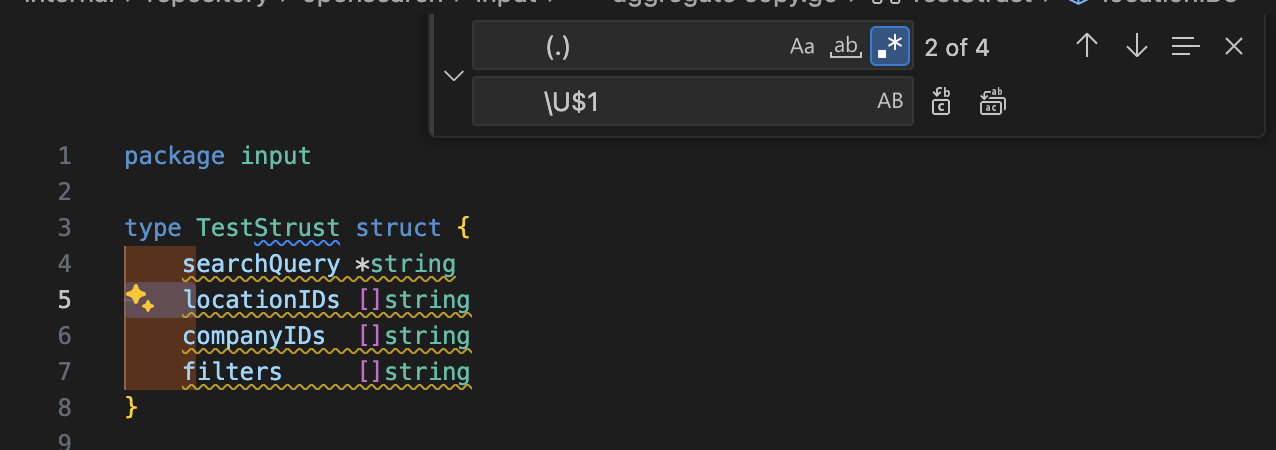 internal > repository > opensearch > input > aggregate copy.go > TestStrust > locationIDs
(.) Aa ab .* 2 of 4
\U$1 AB
1 package input
2
3 type TestStrust struct {
4 searchQuery *string
5 locationIDs []string
6 companyIDs []string
7 filters []string
8 }
9